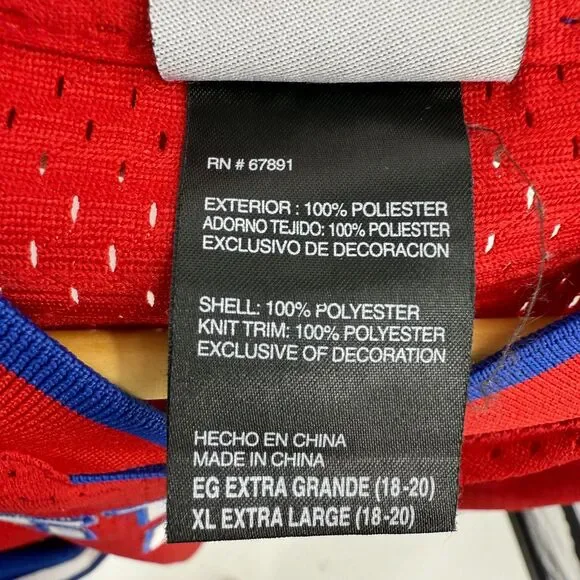 RN # 67891
EXTERIOR : 100% POLIESTER
ADORNO TEJIDO: 100% POLIESTER
EXCLUSIVO DE DECORACION
SHELL: 100% POLYESTER
KNIT TRIM: 100% POLYESTER
EXCLUSIVE OF DECORATION
HECHO EN CHINA
MADE IN CHINA
EG EXTRA GRANDE (18-20)
XL EXTRA LARGE (18-20)